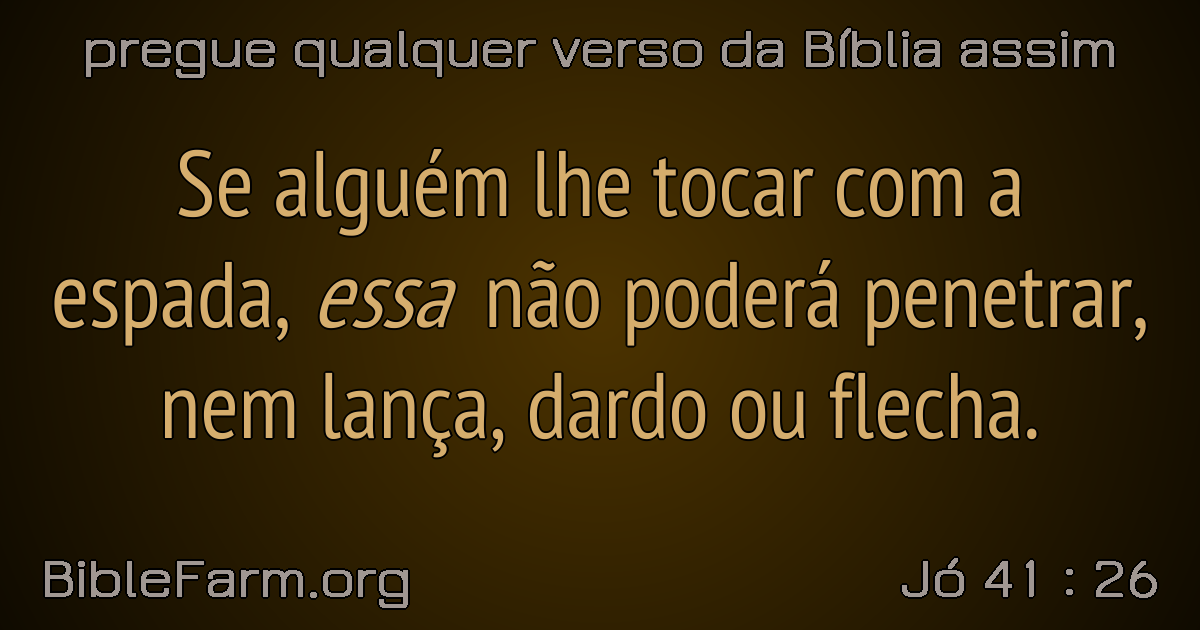 pregue qualquer verso da Bíblia assim
Se alguém lhe tocar com a
espada, essa não poderá penetrar,
nem lança, dardo ou flecha.
BibleFarm.org
Jó 41 : 26